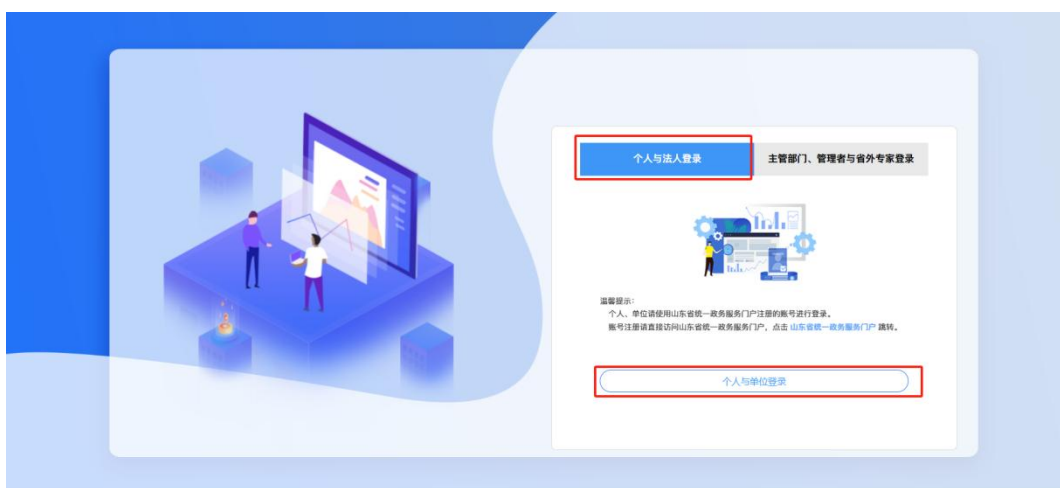 个人与法人登录
主管部门、管理者与省外专家登录
温馨提示:
个人、单位请使用山东省统一政务服务门户注册的账号进行登录。
账号注册请直接访问山东省统一政务服务门户,点击 山东省统一政务服务门户 跳转。
个人与单位登录